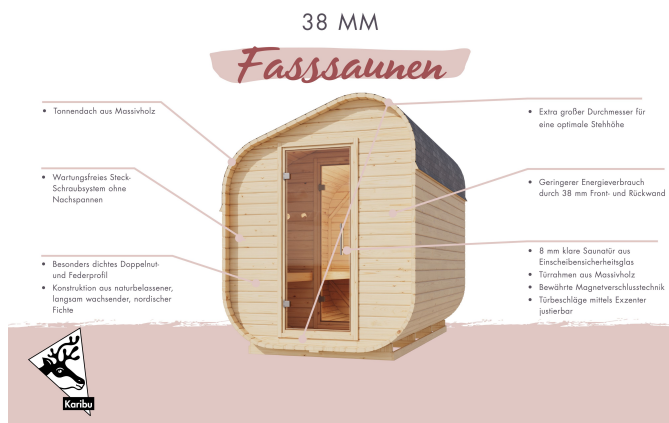 38 MM
Fasssaunen
• Tonnendach aus Massivholz
• Wartungsfreies Steck-
Schraubsystem ohne
Nachspannen
• Besonders dichtes Doppelnut-
und Federprofil
• Konstruktion aus naturbelassener,
langsam wachsender, nordischer
Fichte
• Extra großer Durchmesser für
eine optimale Stehhöhe
• Geringerer Energieverbrauch
durch 38 mm Front- und Rückwand
• 8 mm klare Saunatür aus
Einscheibensicherheitsglas
• Türrahmen aus Massivholz
• Bewährte Magnetverschlusstechnik
• Türbeschläge mittels Exzenter
justierbar
Karibu